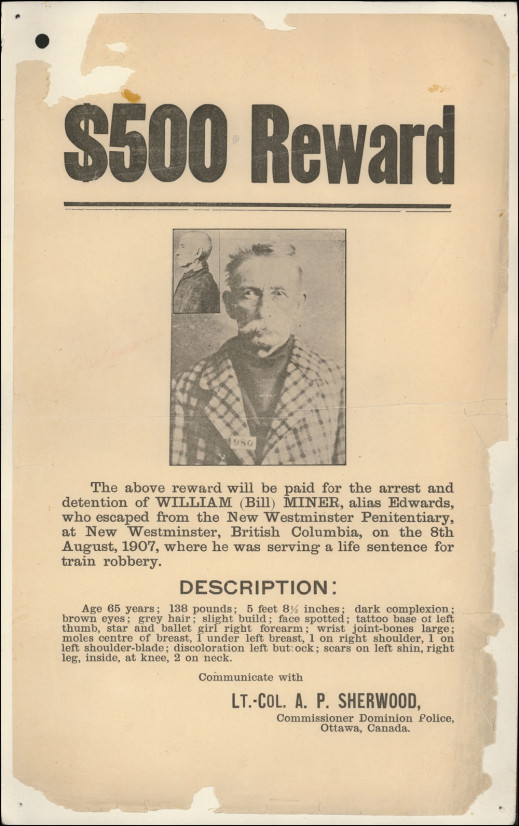 $500 Reward
980
The above reward will be paid for the arrest and
detention of WILLIAM (Bill) MINER, alias Edwards,
who escaped from the New Westminster Penitentiary,
at New Westminster, British Columbia, on the 8th
August, 1907, where he was serving a life sentence for
train robbery.
DESCRIPTION:
Age 65 years; 138 pounds; 5 feet 8½ inches; dark complexion;
brown eyes; grey hair; slight build; face spotted; tattoo base of left
thumb, star and ballet girl right forearm; wrist joint-bones large;
moles centre of breast, 1 under left breast, 1 on right shoulder, 1 on
left shoulder-blade; discoloration left buttock; scars on left shin, right
leg, inside, at knee, 2 on neck.
Communicate with
LT.-COL. A. P. SHERWOOD,
Commissioner Dominion Police,
Ottawa, Canada.